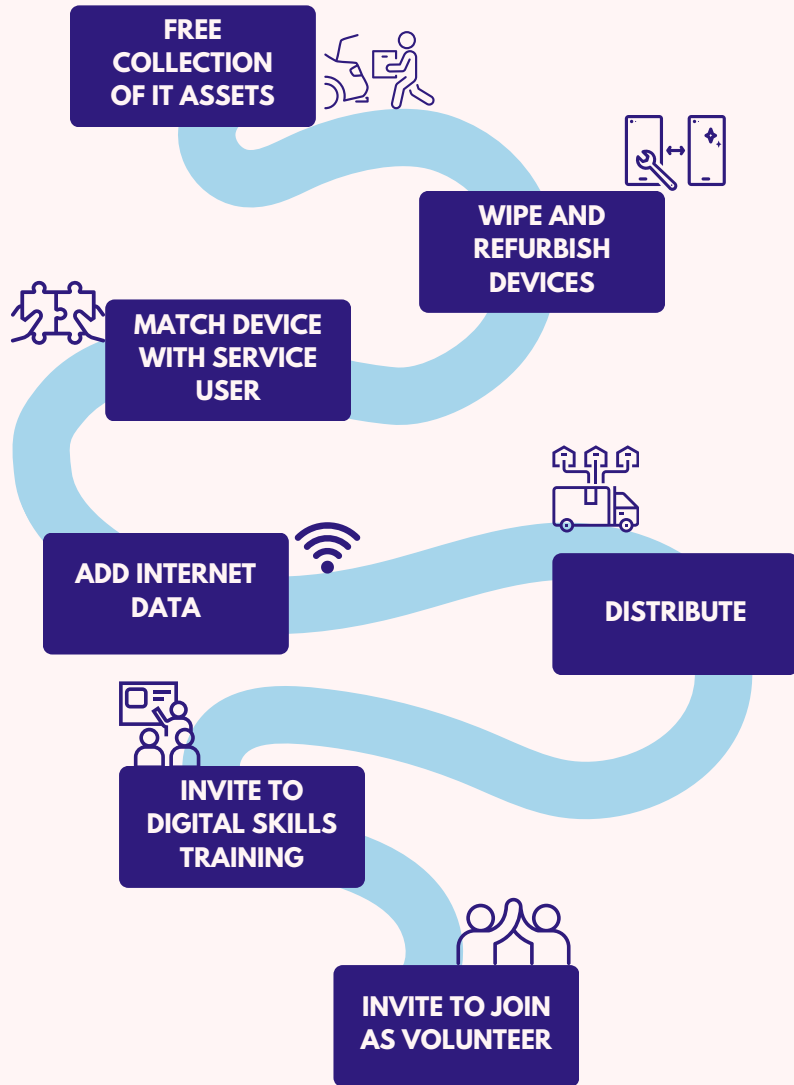 FREE
COLLECTION
OF IT ASSETS
WIPE AND
REFURBISH
DEVICES
MATCH DEVICE
WITH SERVICE
USER
ADD INTERNET
DATA
DISTRIBUTE
INVITE TO
DIGITAL SKILLS
TRAINING
INVITE TO JOIN
AS VOLUNTEER